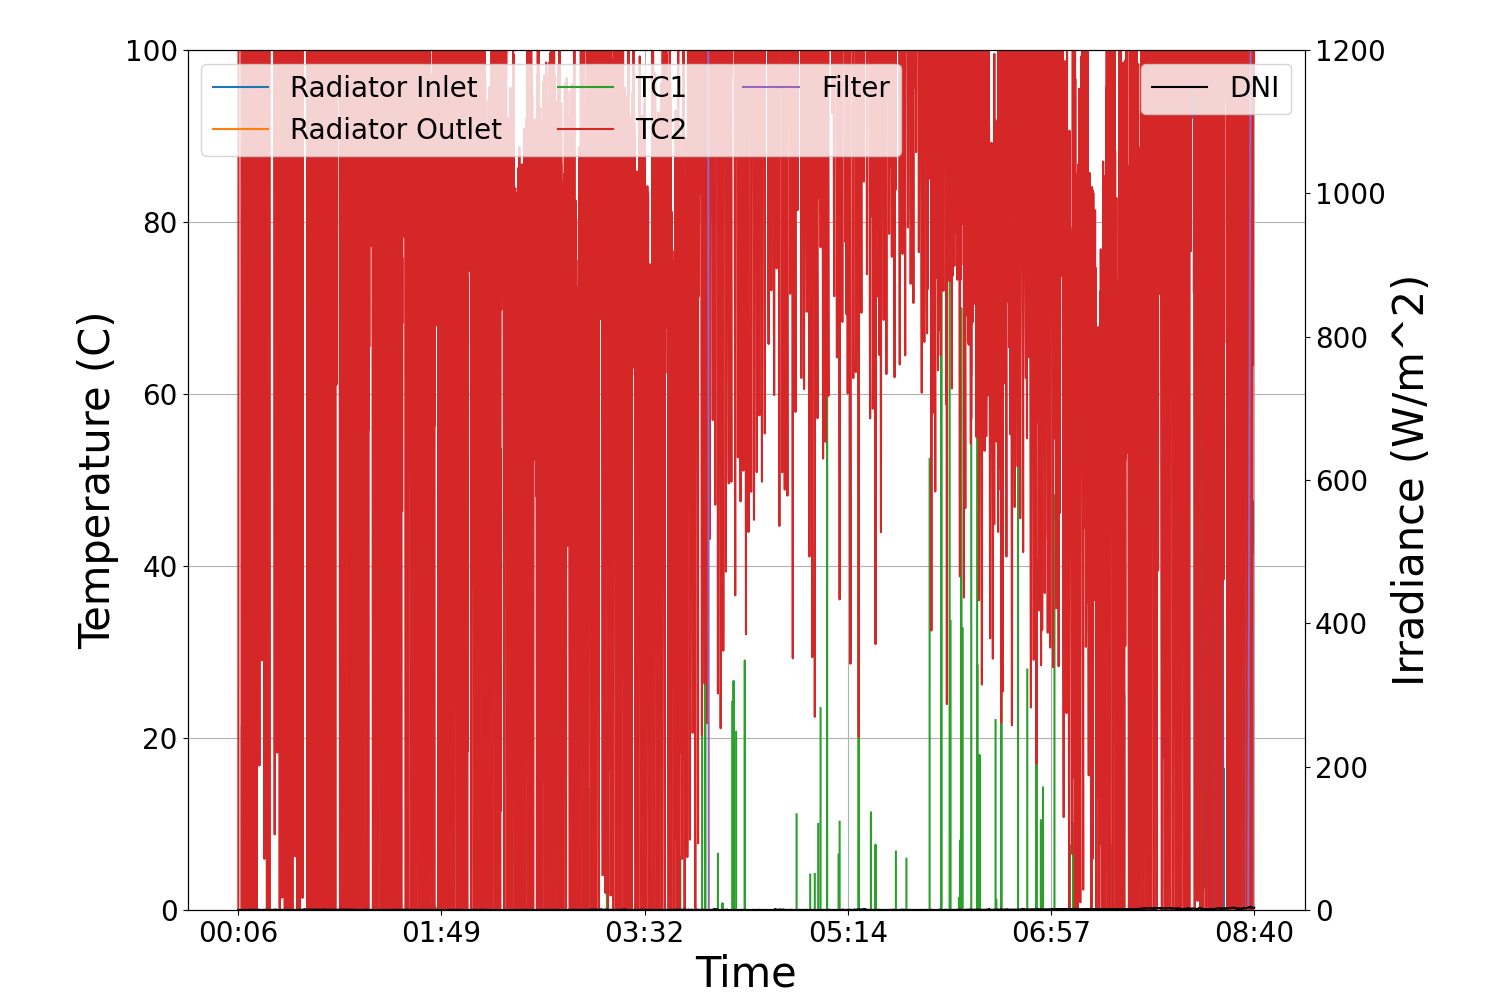 100
80
60
40
20
0
Temperature (C)
Radiator Inlet
Radiator Outlet
TC1
TC2
Filter
DNI
1200
1000
800
600
400
200
0
Irradiance (W/m^2)
00:06
01:49
03:32
05:14
06:57
08:40
Time